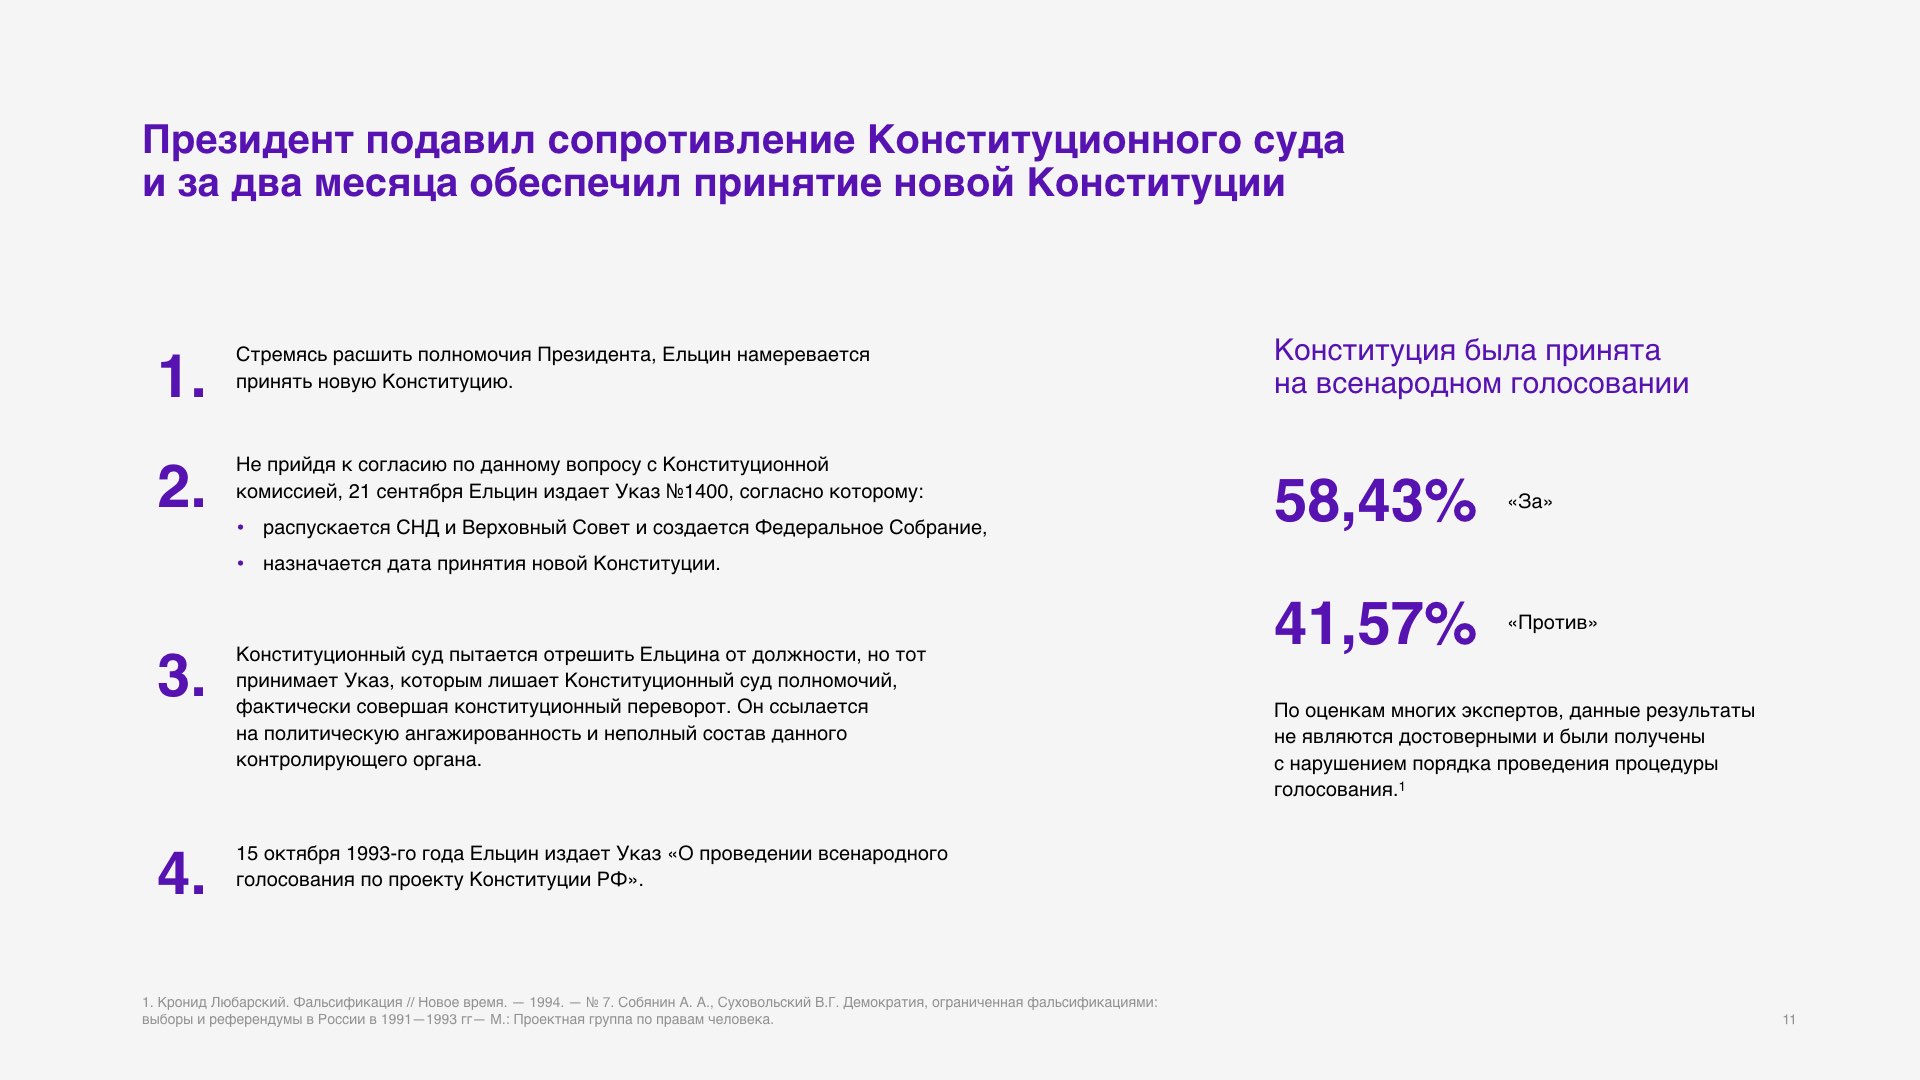 Президент подавил сопротивление Конституционного суда
и за два месяца обеспечил принятие новой Конституции
1.
Стремясь расшить полномочия Президента, Ельцин намеревается
принять новую Конституцию.
2.
Не прийдя к согласию по данному вопросу с Конституционной
комиссией, 21 сентября Ельцин издает Указ №1400, согласно которому:
• распускается СНД и Верховный Совет и создается Федеральное Собрание,
• назначается дата принятия новой Конституции.
3.
Конституционный суд пытается отрешить Ельцина от должности, но тот
принимает Указ, которым лишает Конституционный суд полномочий,
фактически совершая конституционный переворот. Он ссылается
на политическую ангажированность и неполный состав данного
контролирующего органа.
4.
15 октября 1993-го года Ельцин издает Указ «О проведении всенародного
голосования по проекту Конституции РФ».
Конституция была принята
на всенародном голосовании
58,43% «За»
41,57% «Против»
По оценкам многих экспертов, данные результаты
не являются достоверными и были получены
с нарушением порядка проведения процедуры
голосования.¹
1. Кронид Любарский. Фальсификация // Новое время. — 1994. — № 7. Собянин А. А., Суховольский В.Г. Демократия, ограниченная фальсификациями:
выборы и референдумы в России в 1991—1993 гг— М.: Проектная группа по правам человека.
11